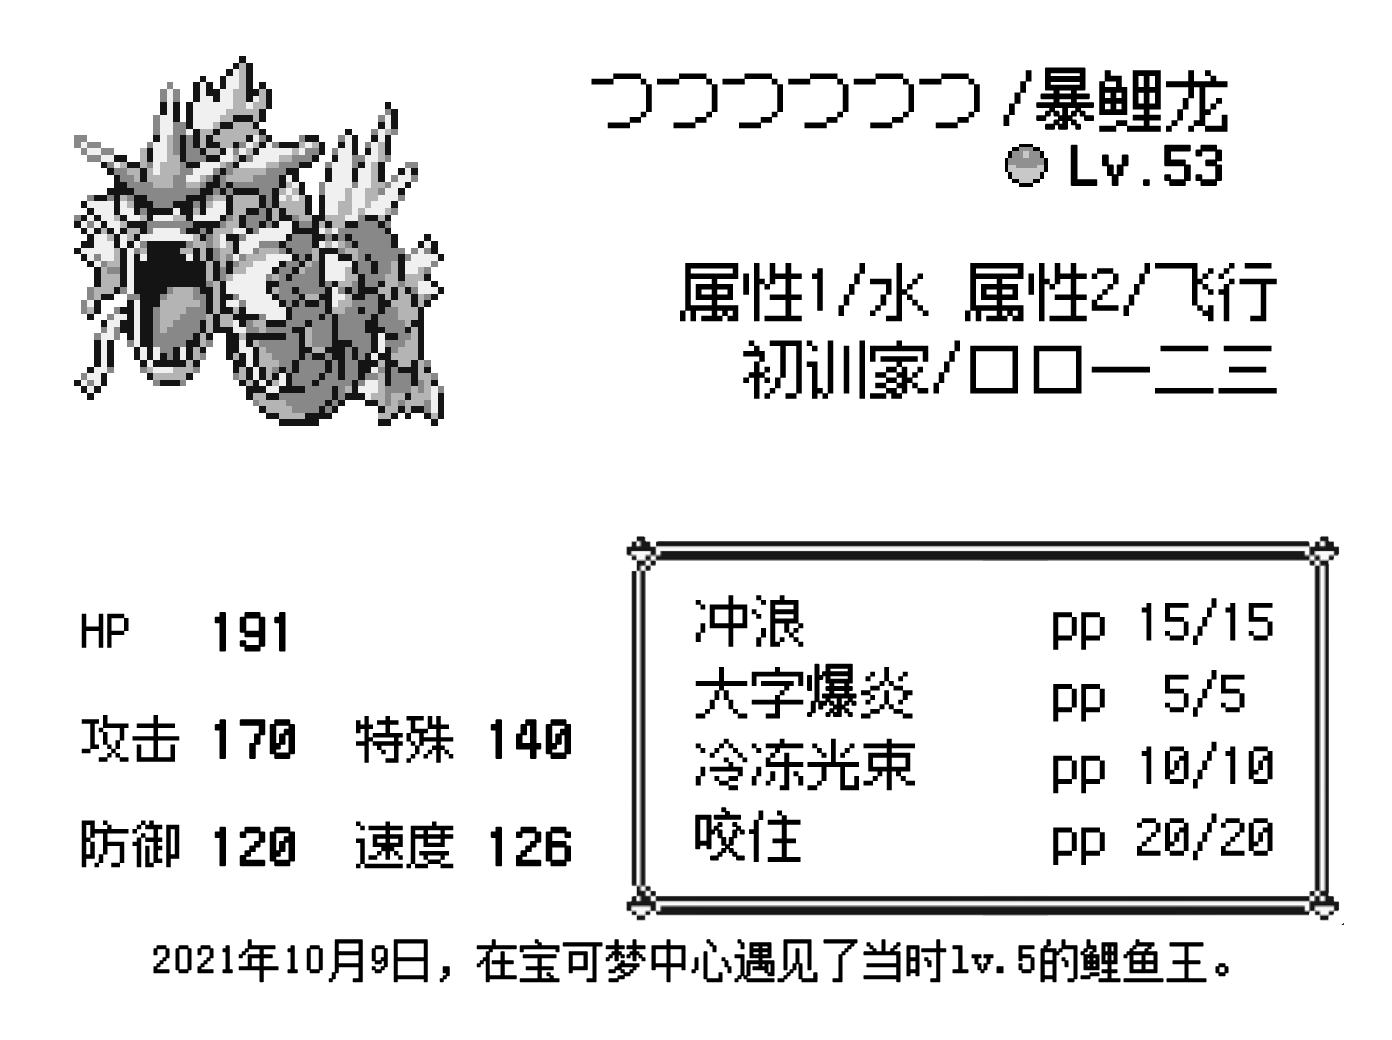 つつつつつつ/暴鲤龙
Lv.53
属性1/水 属性2/飞行
初训家/口口一二三
HP 191
攻击 170 特殊 140
防御 120 速度 126
冲浪 pp 15/15
大字爆炎 pp 5/5
冷冻光束 pp 10/10
咬住 pp 20/20
2021年10月9日，在宝可梦中心遇见了当时lv.5的鲤鱼王。